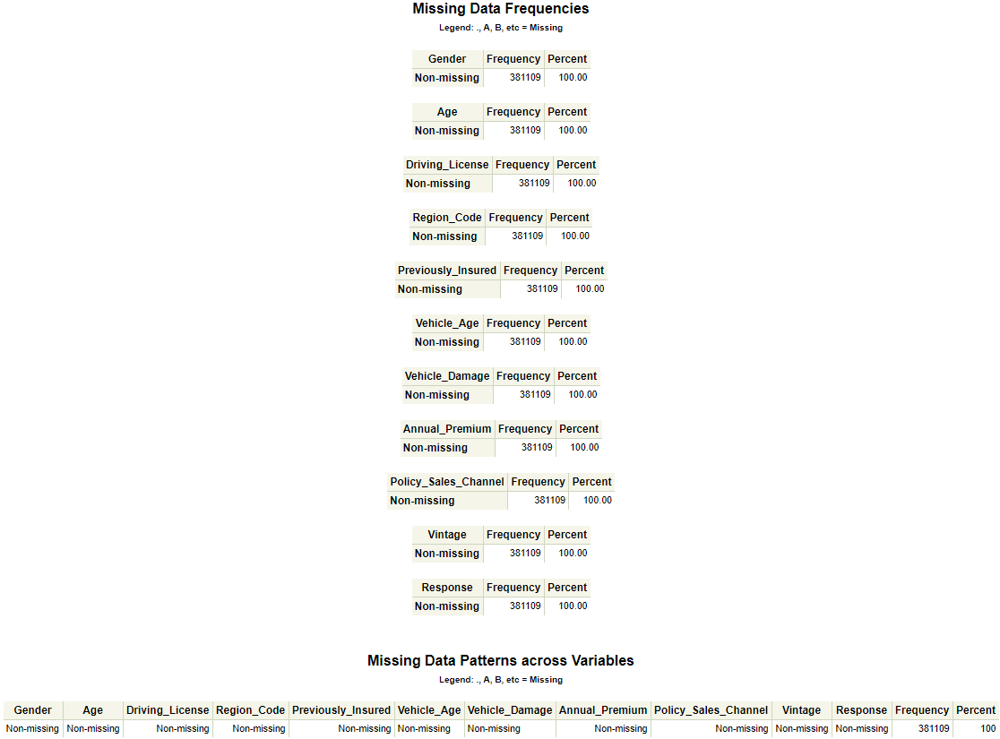 Missing Data Frequencies
Legend: ., A, B, etc = Missing
Gender Frequency Percent
Non-missing 381109 100.00
Age Frequency Percent
Non-missing 381109 100.00
Driving_License Frequency Percent
Non-missing 381109 100.00
Region_Code Frequency Percent
Non-missing 381109 100.00
Previously_Insured Frequency Percent
Non-missing 381109 100.00
Vehicle_Age Frequency Percent
Non-missing 381109 100.00
Vehicle_Damage Frequency Percent
Non-missing 381109 100.00
Annual_Premium Frequency Percent
Non-missing 381109 100.00
Policy_Sales_Channel Frequency Percent
Non-missing 381109 100.00
Vintage Frequency Percent
Non-missing 381109 100.00
Response Frequency Percent
Non-missing 381109 100.00
Missing Data Patterns across Variables
Legend: ., A, B, etc = Missing
Gender Age Driving_License Region_Code Previously_Insured Vehicle_Age Vehicle_Damage Annual_Premium Policy_Sales_Channel Vintage Response Frequency Percent
Non-missing Non-missing Non-missing Non-missing Non-missing Non-missing Non-missing Non-missing Non-missing Non-missing Non-missing 381109 100